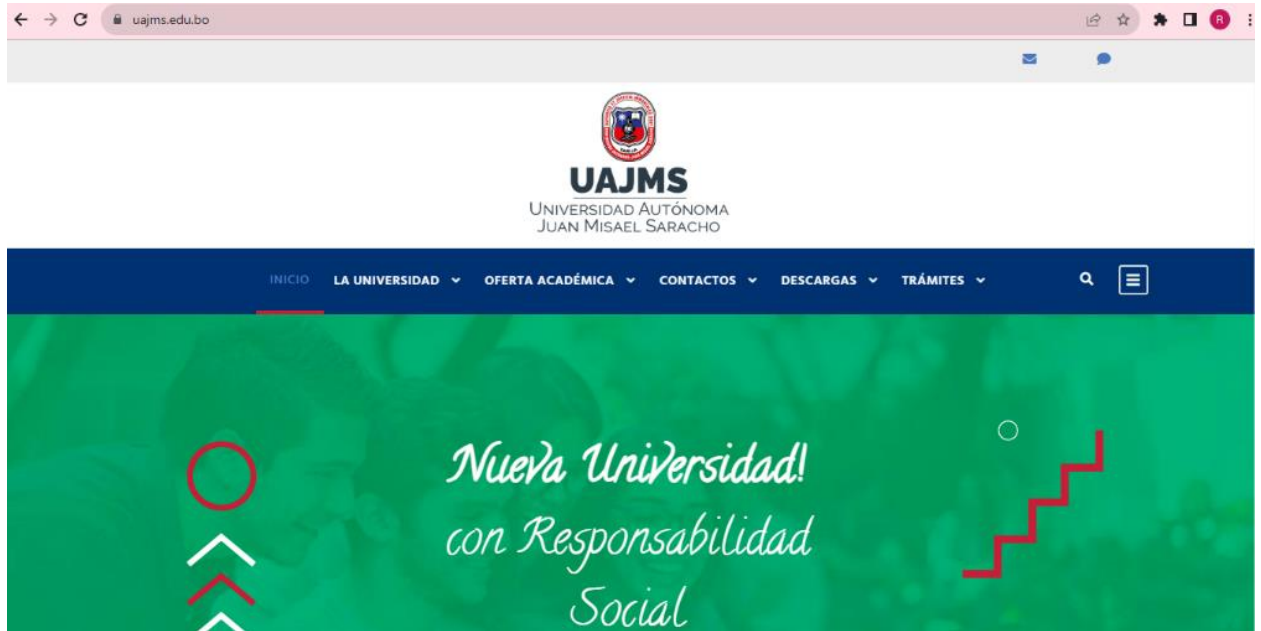 uajms.edu.bo
R
UAJMS
UNIVERSIDAD AUTÓNOMA
JUAN MISAEL SARACHO
INICIO LA UNIVERSIDAD OFERTA ACADÉMICA CONTACTOS DESCARGAS TRÁMITES
Nueva Universidad!
con Responsabilidad
Social